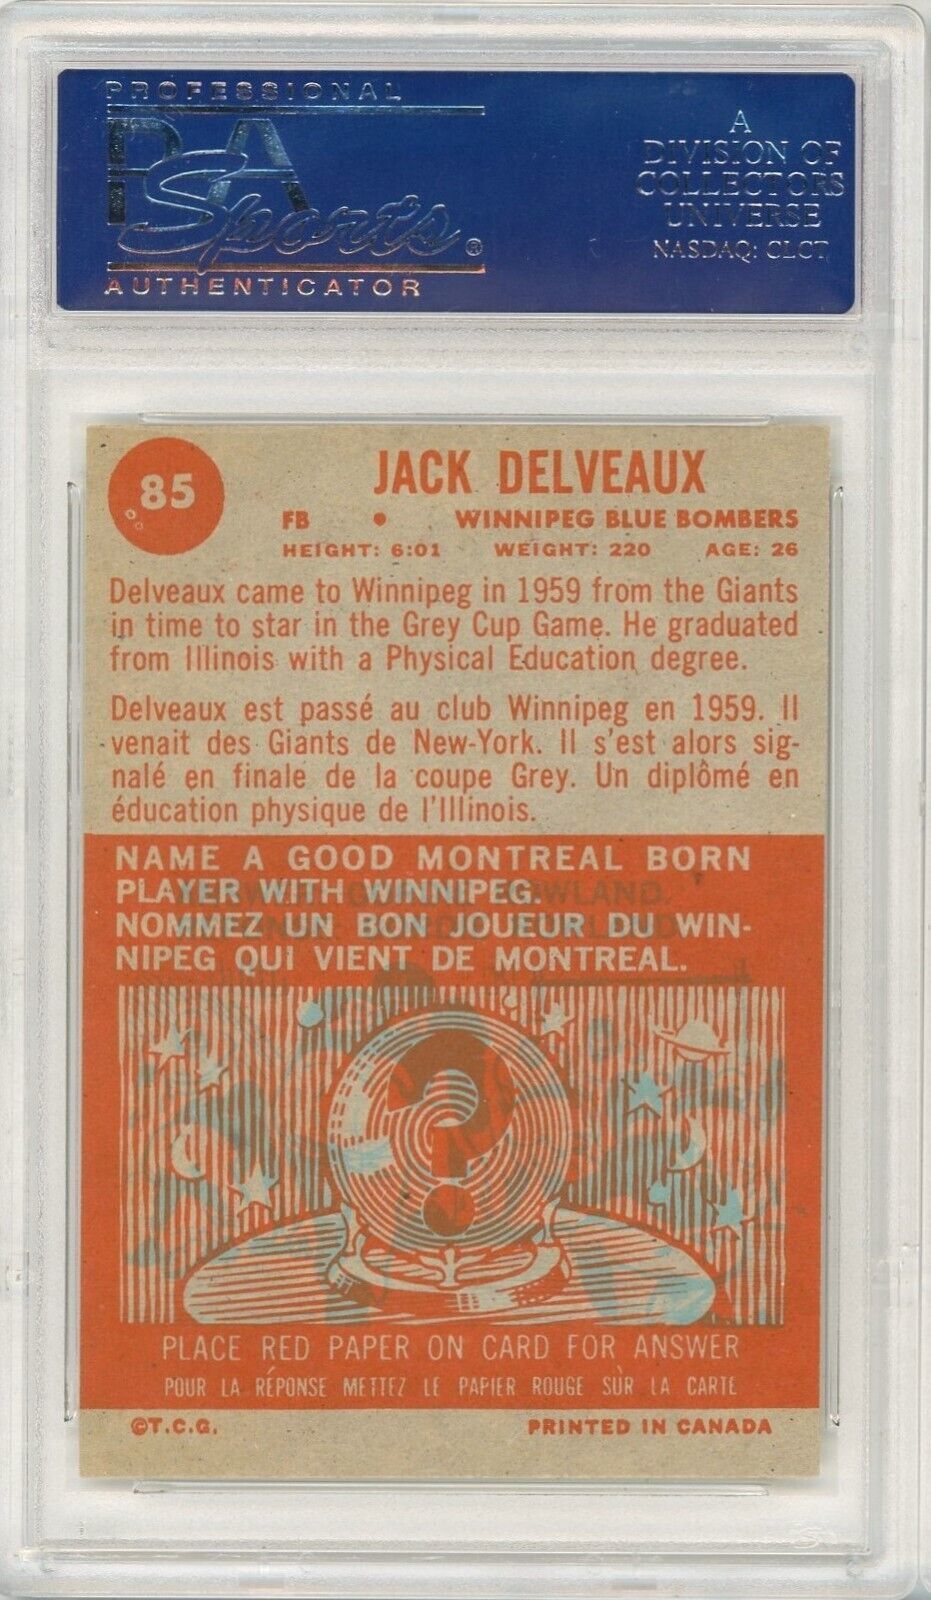 PROFESSIONAL
PSA
Sports®
AUTHENTICATOR
A
DIVISION OF
COLLECTORS
UNIVERSE
NASDAQ: CLCT
85
JACK DELVEAUX
FB • WINNIPEG BLUE BOMBERS
HEIGHT: 6:01 WEIGHT: 220 AGE: 26
Delveaux came to Winnipeg in 1959 from the Giants
in time to star in the Grey Cup Game. He graduated
from Illinois with a Physical Education degree.
Delveaux est passé au club Winnipeg en 1959. Il
venait des Giants de New-York. Il s'est alors sig-
nalé en finale de la coupe Grey. Un diplômé en
éducation physique de l'Illinois.
NAME A GOOD MONTREAL BORN
PLAYER WITH WINNIPEG.
NOMMEZ UN BON JOUEUR DU WIN-
NIPEG QUI VIENT DE MONTREAL.
?
PLACE RED PAPER ON CARD FOR ANSWER
POUR LA RÉPONSE METTEZ LE PAPIER ROUGE SUR LA CARTE
©T.C.G. PRINTED IN CANADA